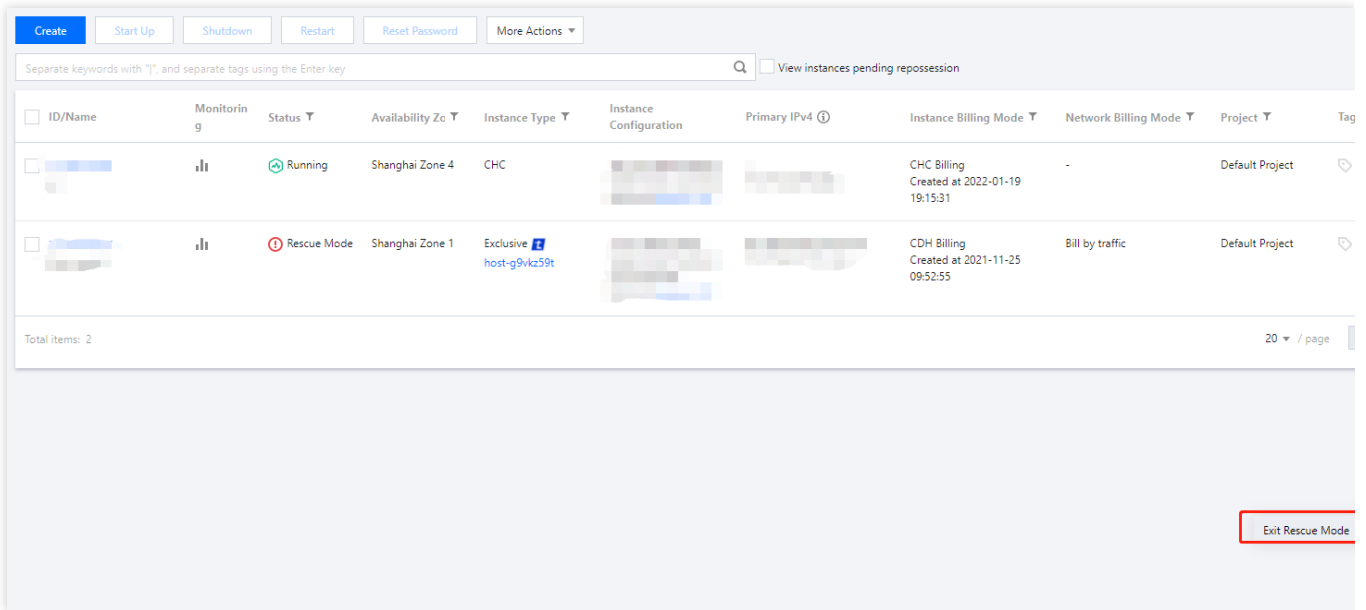 Create Start Up Shutdown Restart Reset Password More Actions
Separate keywords with "|", and separate tags using the Enter key
View instances pending repossession
ID/Name Monitorin
g Status Availability Zo Instance Type Instance
Configuration Primary IPv4 Instance Billing Mode Network Billing Mode Project Tag
Running Shanghai Zone 4 CHC CHC Billing - Default Project
Created at 2022-01-19
19:15:31
Rescue Mode Shanghai Zone 1 Exclusive CDH Billing Bill by traffic Default Project
host-g9vkz59t Created at 2021-11-25
09:52:55
Total items: 2 20 / page
Exit Rescue Mode